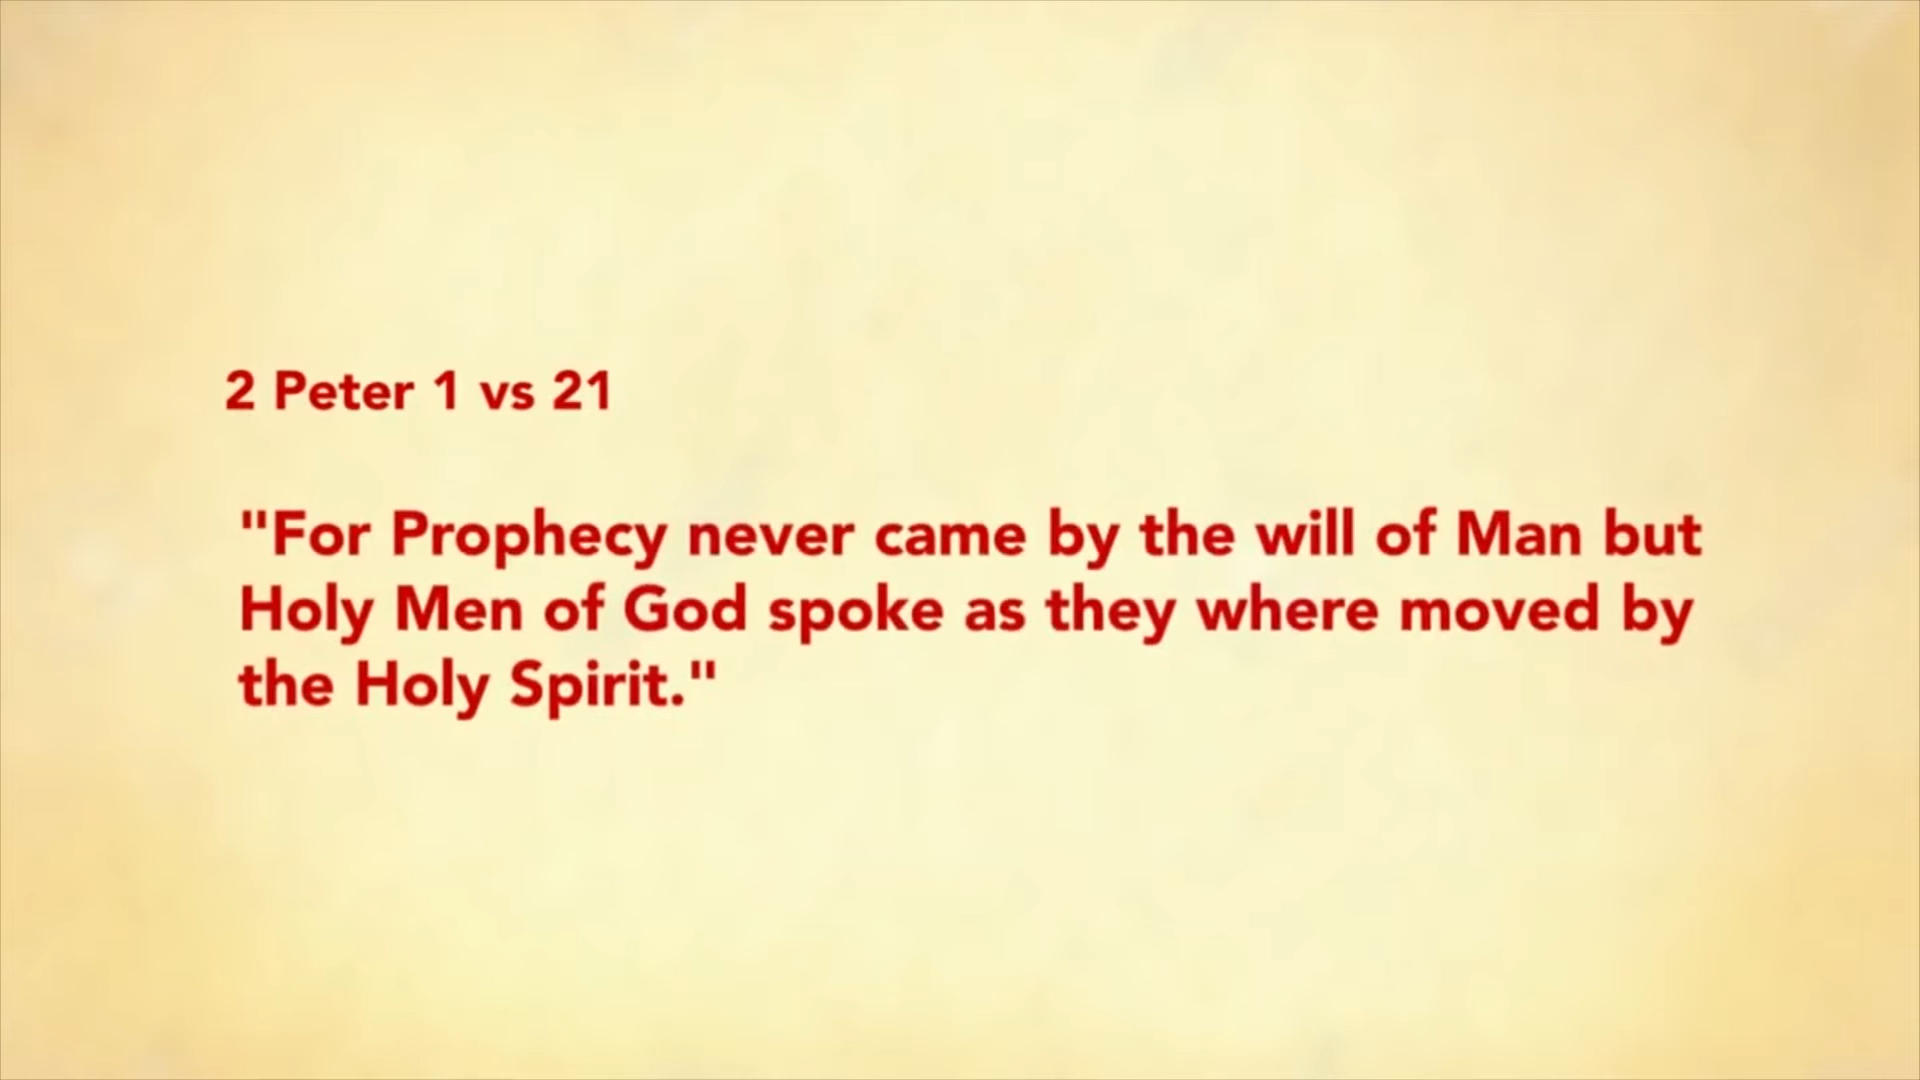 2 Peter 1 vs 21
"For Prophecy never came by the will of Man but
Holy Men of God spoke as they where moved by
the Holy Spirit."